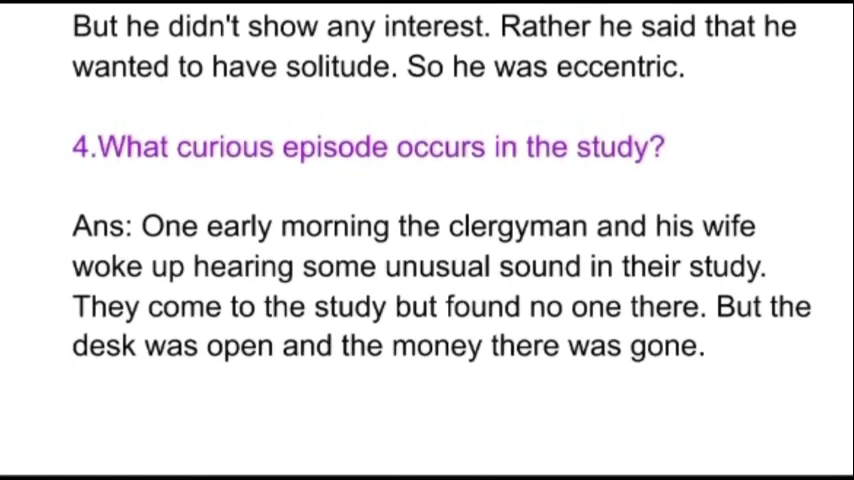 But he didn't show any interest. Rather he said that he
wanted to have solitude. So he was eccentric.
4.What curious episode occurs in the study?
Ans: One early morning the clergyman and his wife
woke up hearing some unusual sound in their study.
They come to the study but found no one there. But the
desk was open and the money there was gone.